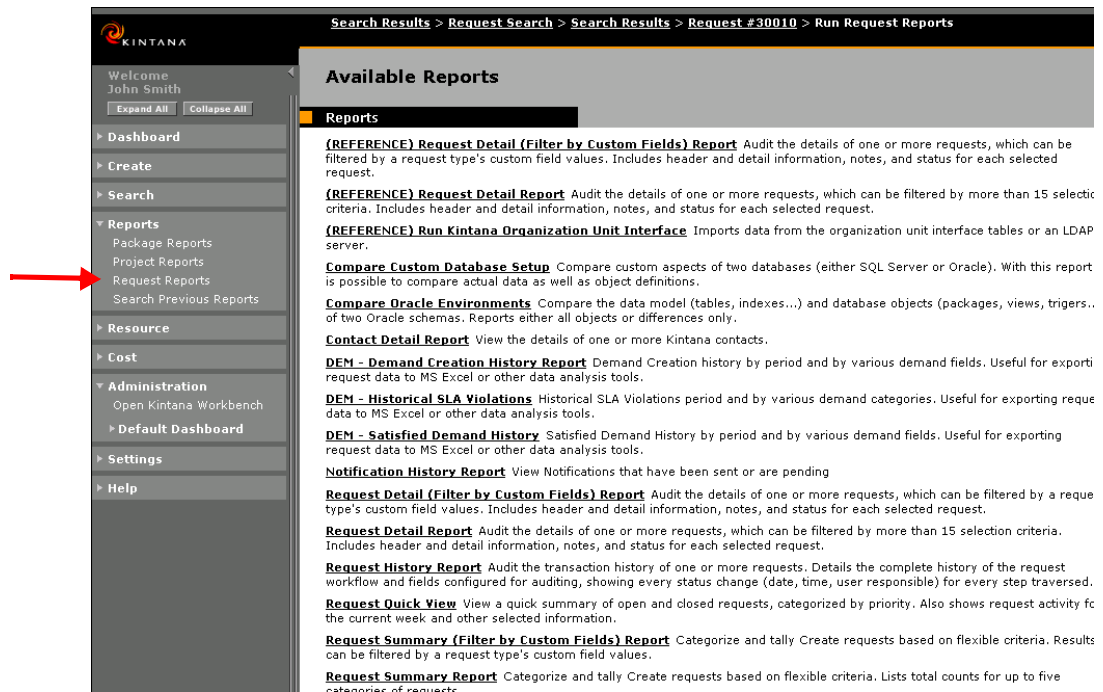 KINTANA
Search Results > Request Search > Search Results > Request #30010 > Run Request Reports
Welcome
John Smith
Expand All Collapse All
Dashboard
Create
Search
Reports
Package Reports
Project Reports
Request Reports
Search Previous Reports
Resource
Cost
Administration
Open Kintana Workbench
Default Dashboard
Settings
Help
Available Reports
Reports
(REFERENCE) Request Detail (Filter by Custom Fields) Report Audit the details of one or more requests, which can be
filtered by a request type's custom field values. Includes header and detail information, notes, and status for each selected
request.
(REFERENCE) Request Detail Report Audit the details of one or more requests, which can be filtered by more than 15 selectio
criteria. Includes header and detail information, notes, and status for each selected request.
(REFERENCE) Run Kintana Organization Unit Interface Imports data from the organization unit interface tables or an LDAP
server.
Compare Custom Database Setup Compare custom aspects of two databases (either SQL Server or Oracle). With this report
is possible to compare actual data as well as object definitions.
Compare Oracle Environments Compare the data model (tables, indexes...) and database objects (packages, views, trigers..
of two Oracle schemas. Reports either all objects or differences only.
Contact Detail Report View the details of one or more Kintana contacts.
DEM - Demand Creation History Report Demand Creation history by period and by various demand fields. Useful for exporti
request data to MS Excel or other data analysis tools.
DEM - Historical SLA Violations Historical SLA Violations period and by various demand categories. Useful for exporting reque
data to MS Excel or other data analysis tools.
DEM - Satisfied Demand History Satisfied Demand History by period and by various demand fields. Useful for exporting
request data to MS Excel or other data analysis tools.
Notification History Report View Notifications that have been sent or are pending
Request Detail (Filter by Custom Fields) Report Audit the details of one or more requests, which can be filtered by a reque
type's custom field values. Includes header and detail information, notes, and status for each selected request.
Request Detail Report Audit the details of one or more requests, which can be filtered by more than 15 selection criteria.
Includes header and detail information, notes, and status for each selected request.
Request History Report Audit the transaction history of one or more requests. Details the complete history of the request
workflow and fields configured for auditing, showing every status change (date, time, user responsible) for every step traversed.
Request Quick View View a quick summary of open and closed requests, categorized by priority. Also shows request activity fo
the current week and other selected information.
Request Summary (Filter by Custom Fields) Report Categorize and tally Create requests based on flexible criteria. Results
can be filtered by a request type's custom field values.
Request Summary Report Categorize and tally Create requests based on flexible criteria. Lists total counts for up to five
categories of requests